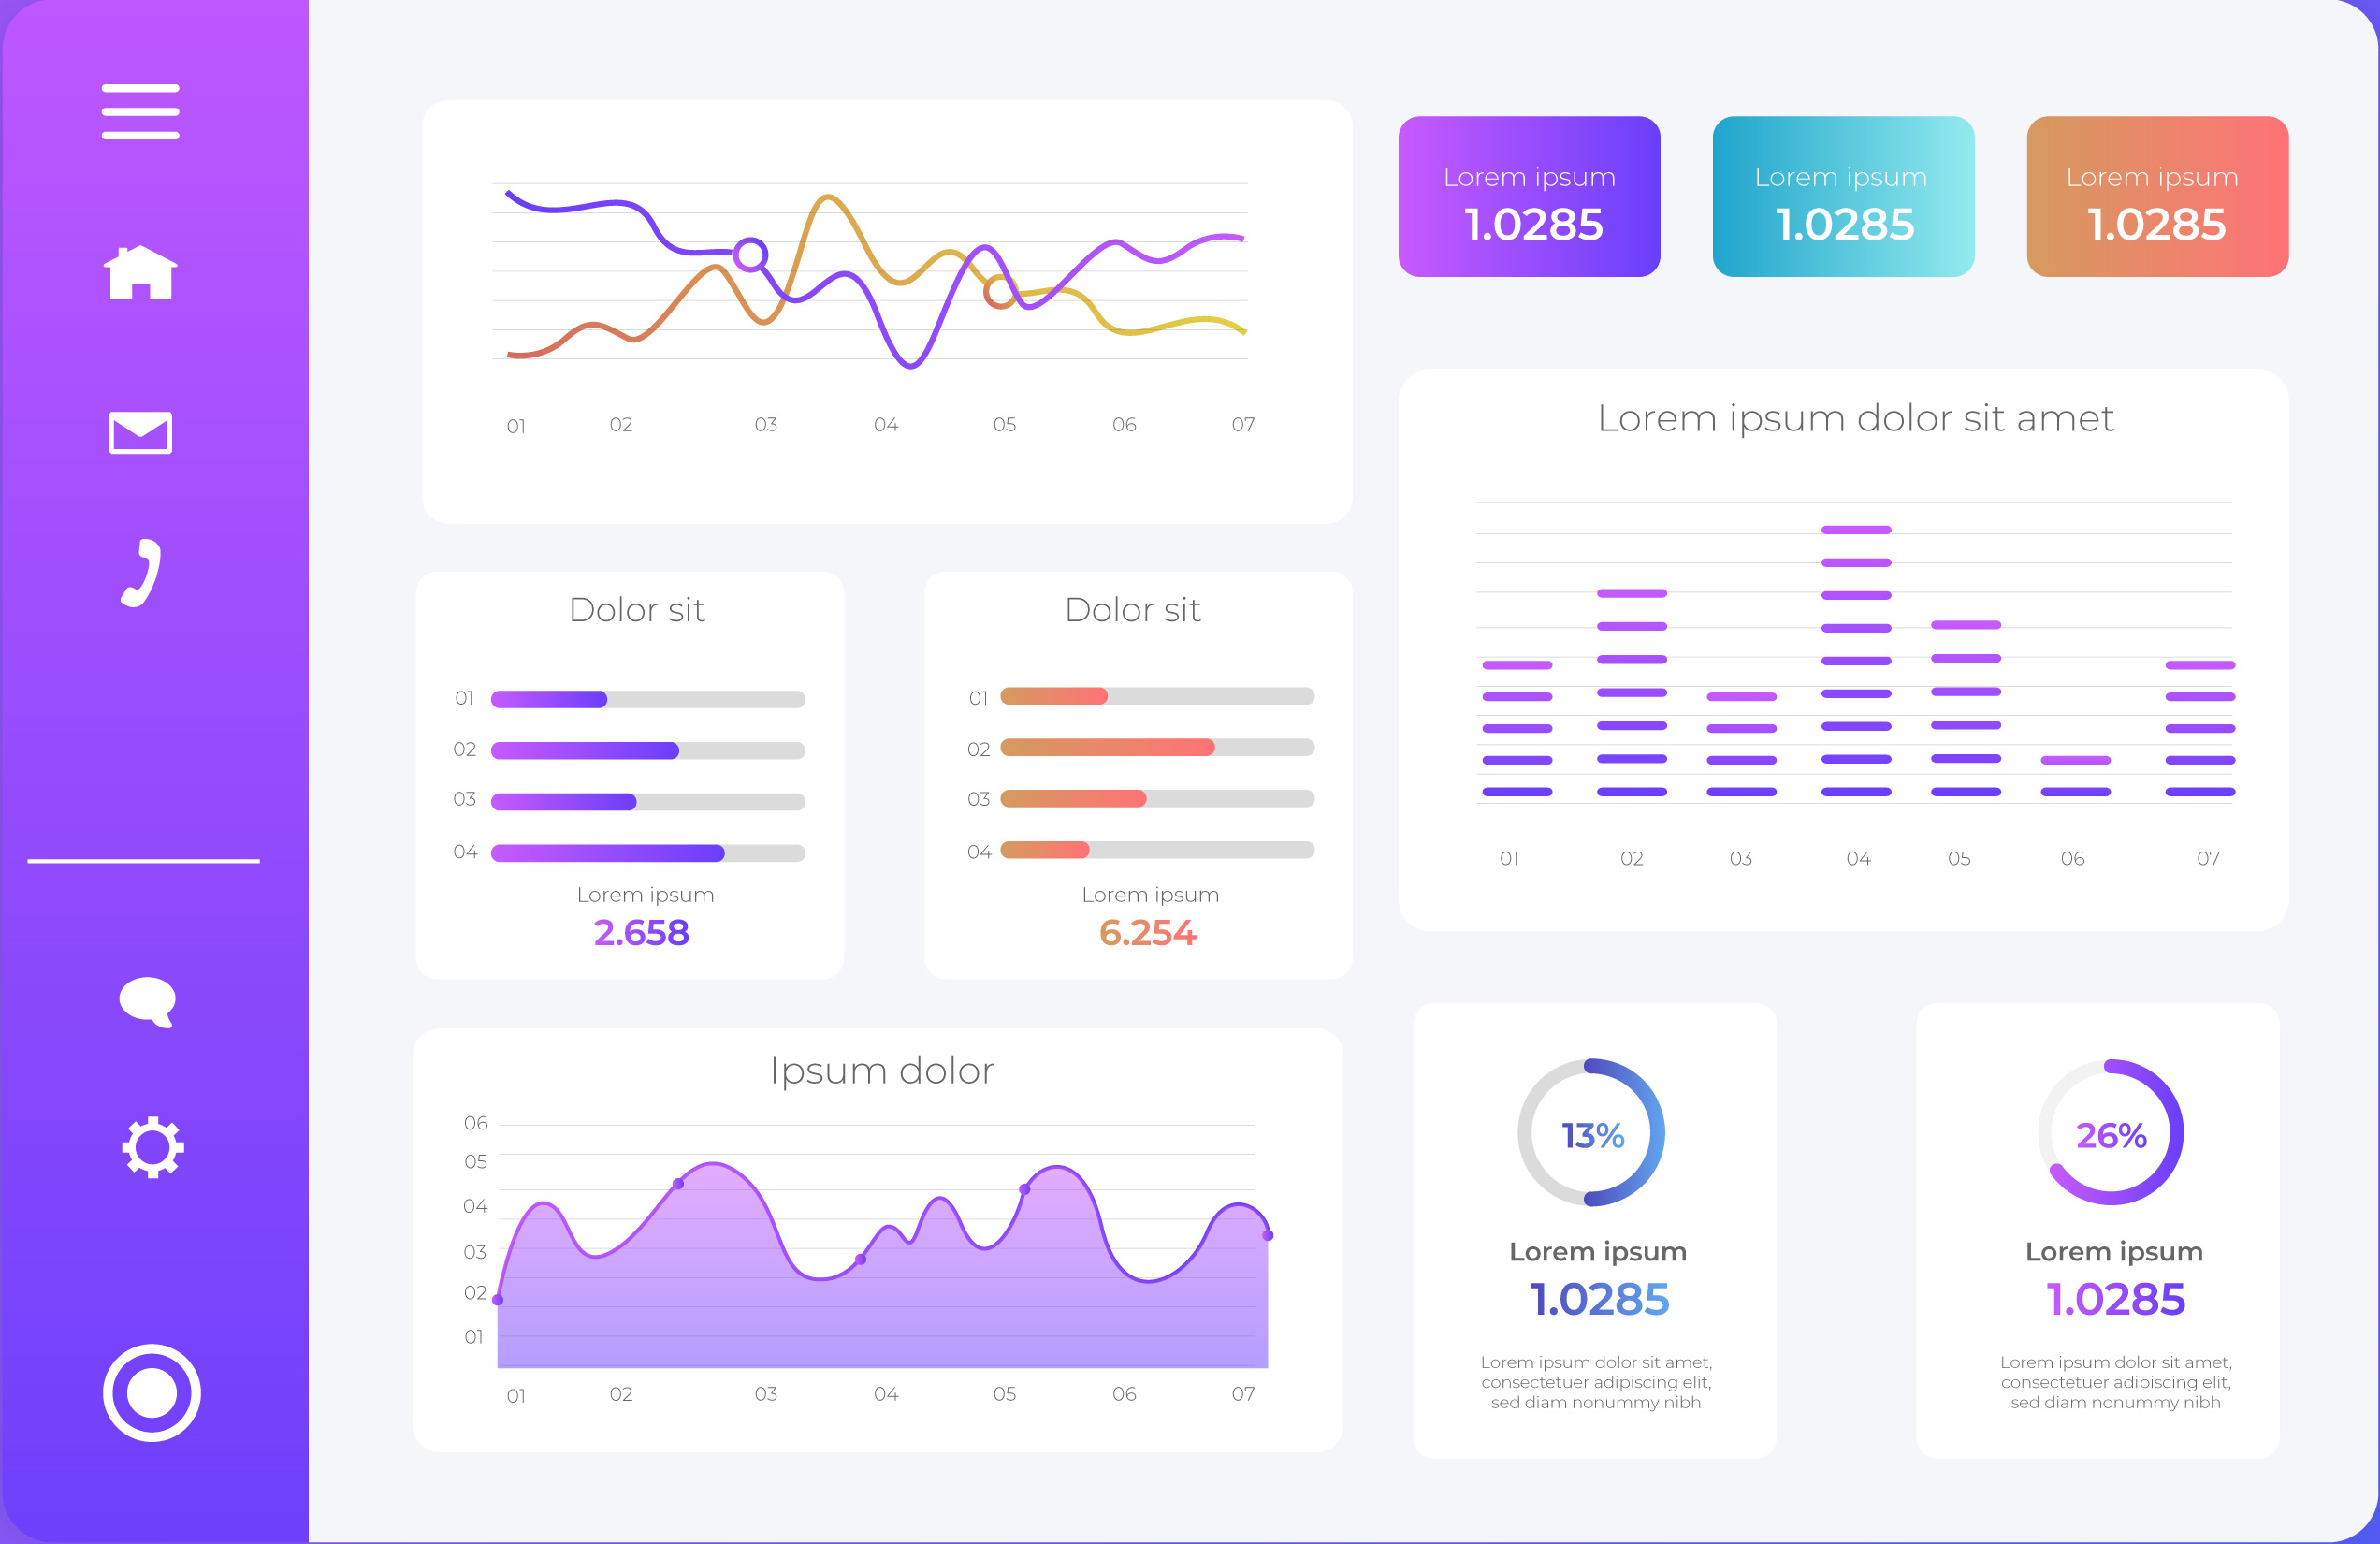 01 02 03 04 05 06 07
Lorem ipsum
1.0285
Lorem ipsum
1.0285
Lorem ipsum
1.0285
Lorem ipsum dolor sit amet
01 02 03 04 05 06 07
Dolor sit
01
02
03
04
Lorem ipsum
2.658
Dolor sit
01
02
03
04
Lorem ipsum
6.254
Ipsum dolor
06
05
04
03
02
01
01 02 03 04 05 06 07
13%
Lorem ipsum
1.0285
Lorem ipsum dolor sit amet,
consectetuer adipiscing elit,
sed diam nonummy nibh
26%
Lorem ipsum
1.0285
Lorem ipsum dolor sit amet,
consectetuer adipiscing elit,
sed diam nonummy nibh